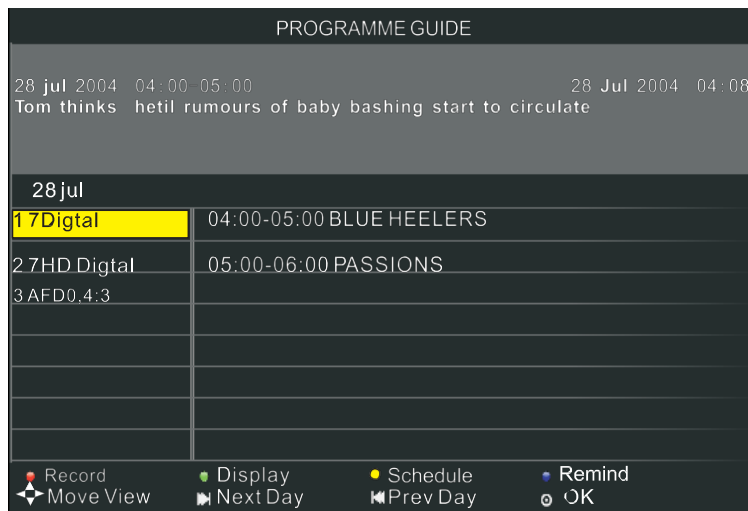 PROGRAMME GUIDE
28 jul 2004 04:00-05:00 28 Jul 2004 04:08
Tom thinks hetil rumours of baby bashing start to circulate
28 jul
1 7Digtal 04:00-05:00 BLUE HEELERS
2 7HD Digtal 05:00-06:00 PASSIONS
3 AFD0,4:3
Record Display Schedule Remind
Move View Next Day Prev Day OK